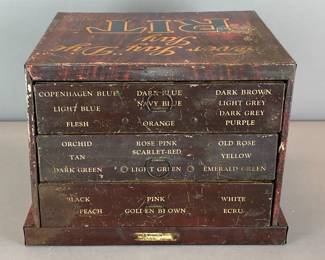 RIT
COPENHAGEN BLUE DARK BLUE DARK BROWN
LIGHT BLUE NAVY BLUE LIGHT GREY
DARK GREY
FLESH ORANGE PURPLE
ORCHID ROSE PINK OLD ROSE
SCARLET-RED
TAN YELLOW
DARK GREEN LIGHT GREEN EMERALD GREEN
BLACK PINK WHITE
PEACH GOLDEN BROWN ECRU